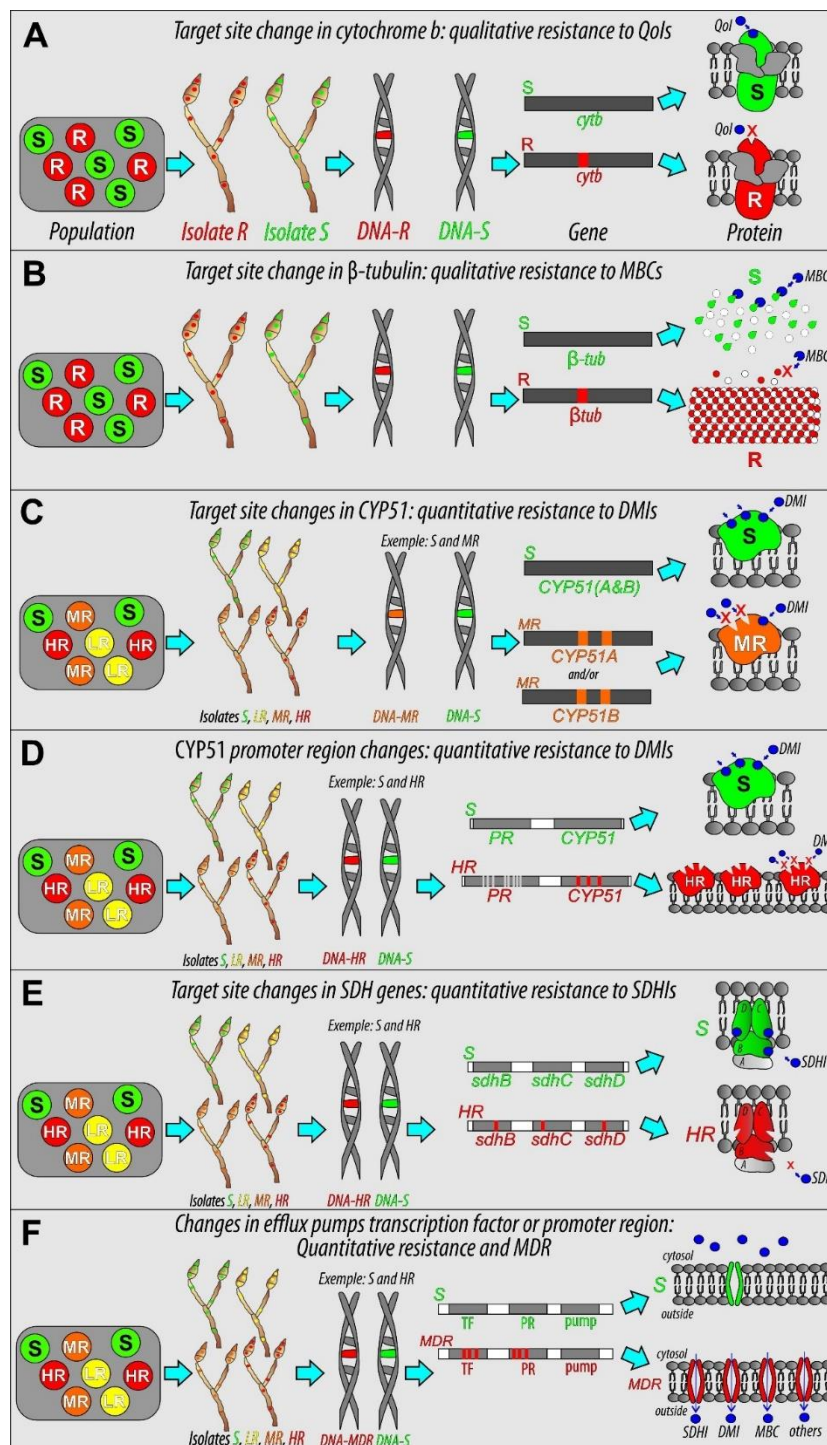 A
Target site change in cytochrome b: qualitative resistance to QoIs
S R S
R S R
R S
Population
Isolate R
Isolate S
DNA-R
DNA-S
S
cytb
R
cytb
Gene
QoI
S
QoI X
R
Protein
B
Target site change in β-tubulin: qualitative resistance to MBCs
S R S
R S R
R S
S
β-tub
R
βtub
S
MBC
MBC
X
R
C
Target site changes in CYP51: quantitative resistance to DMIs
Exemple: S and MR
S MR S
HR LR HR
MR LR
Isolates S, LR, MR, HR
DNA-MR
DNA-S
S
CYP51(A&B)
MR
CYP51A
and/or
MR
CYP51B
DMI
S
X X
DMI
MR
D
CYP51 promoter region changes: quantitative resistance to DMIs
Exemple: S and HR
S MR S
HR LR HR
MR LR
Isolates S, LR, MR, HR
DNA-HR
DNA-S
S
PR CYP51
HR
PR CYP51
DMI
S
HR HR HR
E
Target site changes in SDH genes: quantitative resistance to SDHIs
Exemple: S and HR
S MR S
HR LR HR
MR LR
Isolates S, LR, MR, HR
DNA-HR
DNA-S
S
sdhB sdhC sdhD
HR
sdhB sdhC sdhD
S
D C
B
A
SDHI
HR
D C
B
A
X
F
Changes in efflux pumps transcription factor or promoter region:
Quantitative resistance and MDR
Exemple: S and HR
S MR S
HR LR HR
MR LR
Isolates S, LR, MR, HR
DNA-MDR
DNA-S
S
TF PR pump
MDR
TF PR pump
cytosol
S
outside
cytosol
MDR
outside
SDHI DMI MBC others